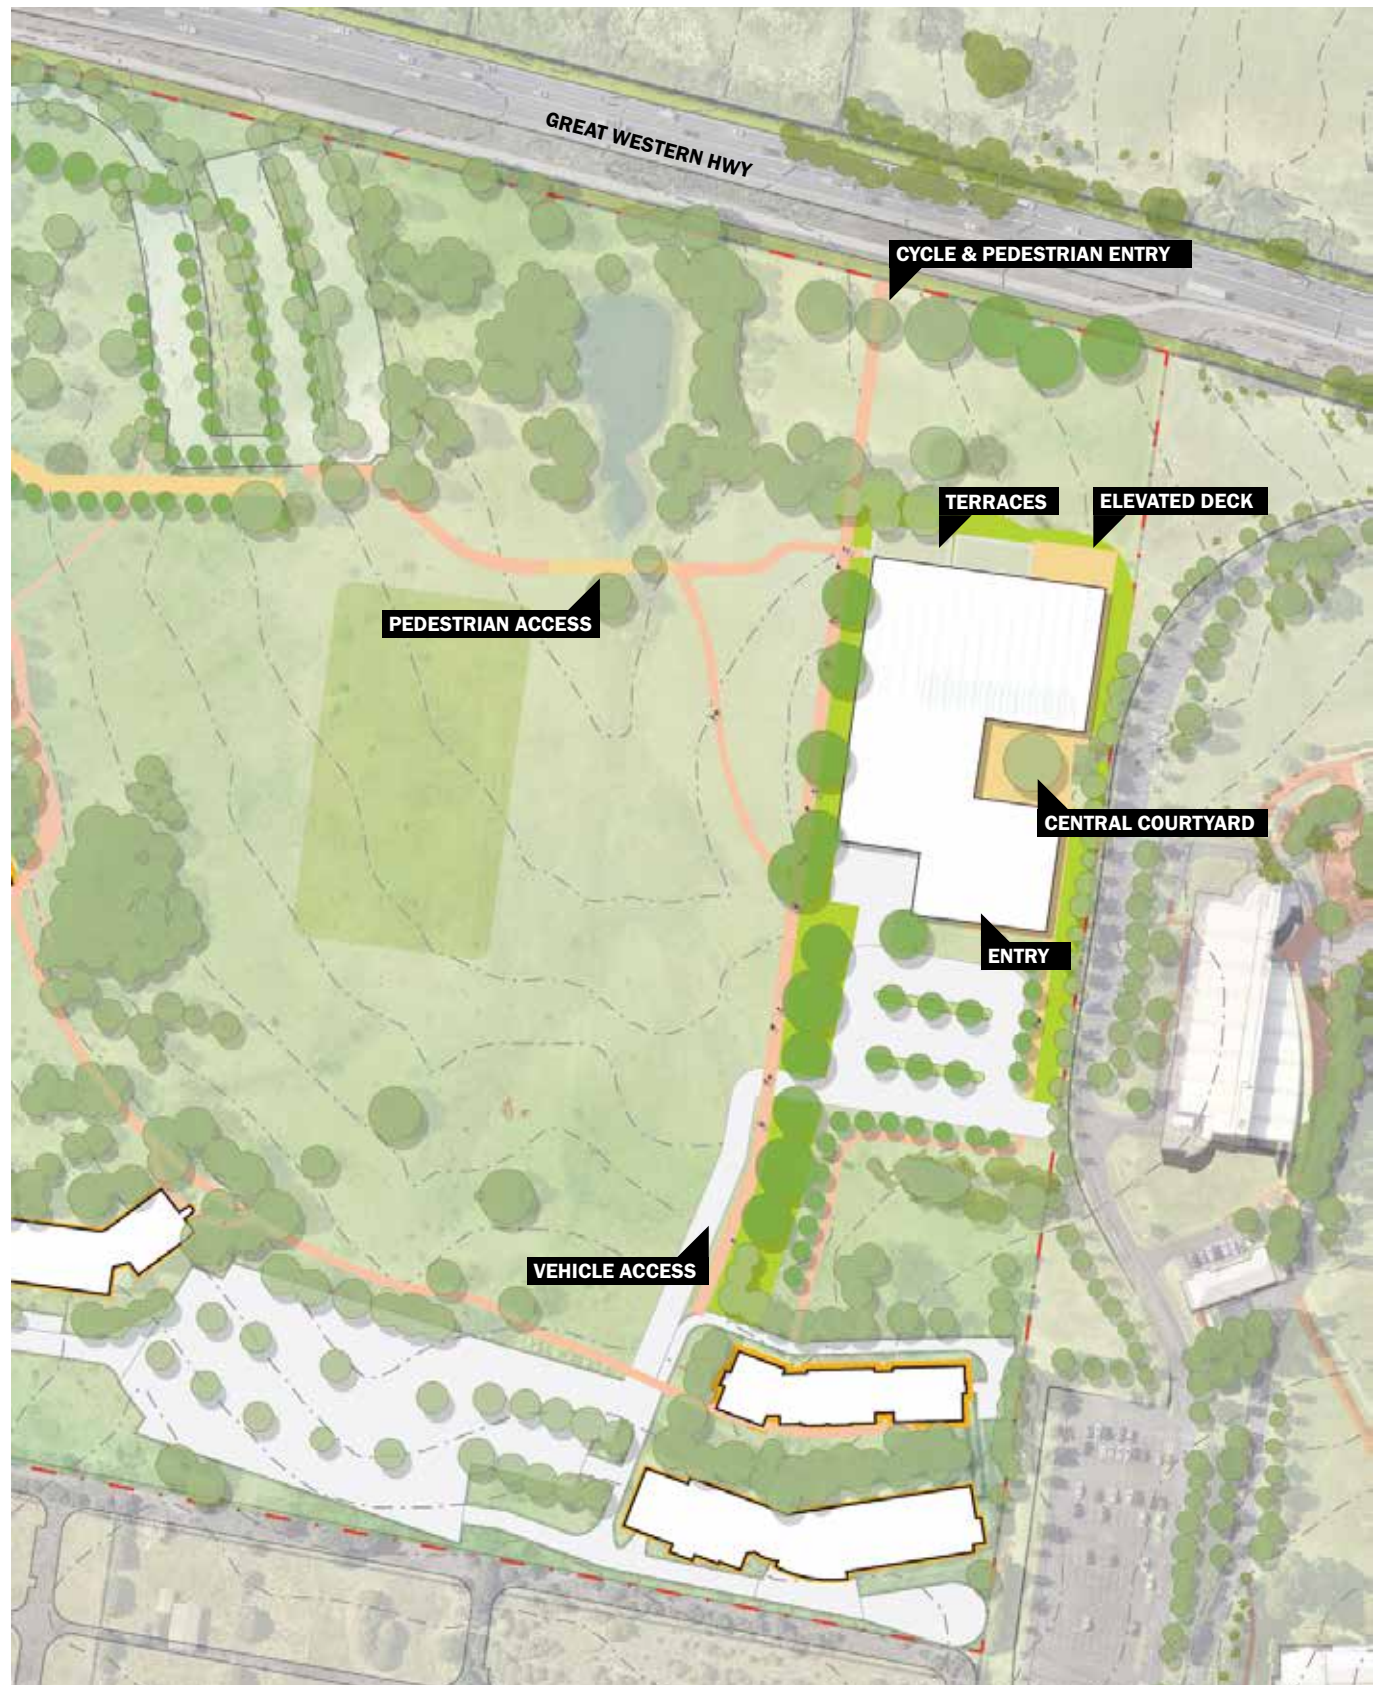 GREAT WESTERN HWY
CYCLE & PEDESTRIAN ENTRY
TERRACES
ELEVATED DECK
PEDESTRIAN ACCESS
CENTRAL COURTYARD
ENTRY
VEHICLE ACCESS